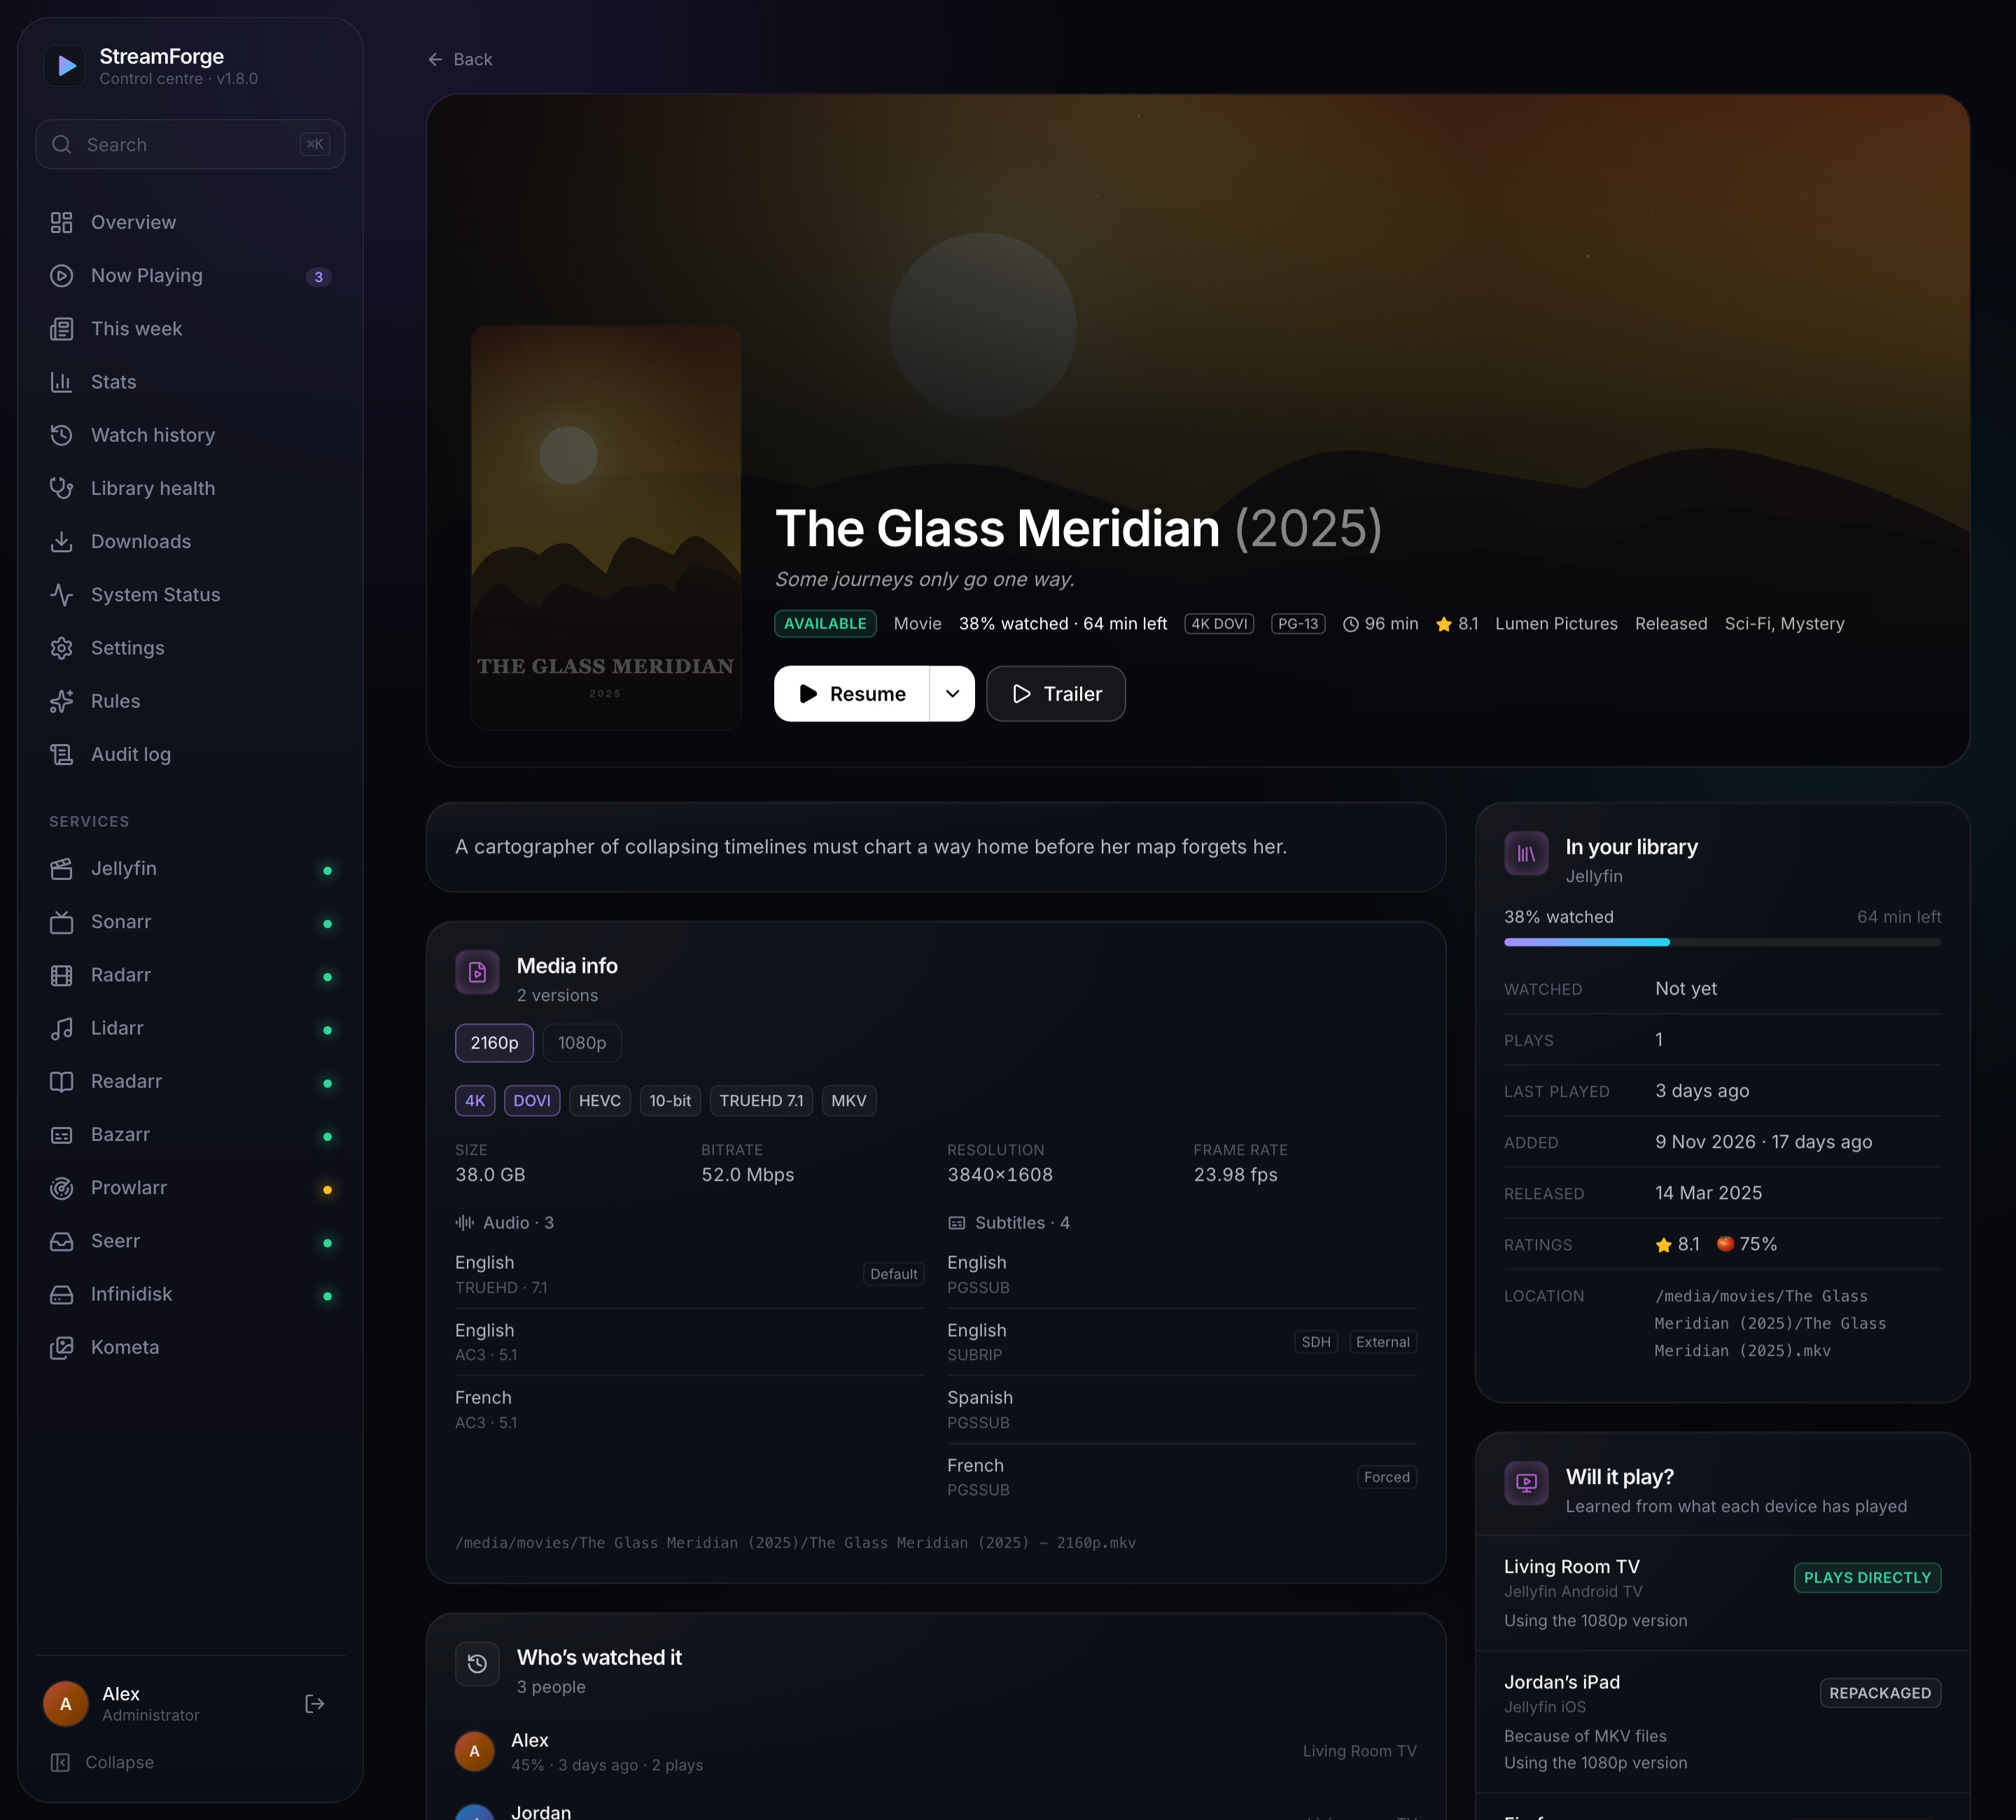 StreamForge
Control centre · v1.8.0
Search
⌘K
Overview
Now Playing
3
This week
Stats
Watch history
Library health
Downloads
System Status
Settings
Rules
Audit log
SERVICES
Jellyfin
Sonarr
Radarr
Lidarr
Readarr
Bazarr
Prowlarr
Seerr
Infinidisk
Kometa
A
Alex
Administrator
Collapse
Back
THE GLASS MERIDIAN
2025
The Glass Meridian (2025)
Some journeys only go one way.
AVAILABLE Movie 38% watched · 64 min left 4K DOVI PG-13 96 min 8.1 Lumen Pictures Released Sci-Fi, Mystery
Resume
Trailer
A cartographer of collapsing timelines must chart a way home before her map forgets her.
Media info
2 versions
2160p 1080p
4K DOVI HEVC 10-bit TRUEHD 7.1 MKV
SIZE BITRATE RESOLUTION FRAME RATE
38.0 GB 52.0 Mbps 3840×1608 23.98 fps
Audio · 3
English
TRUEHD · 7.1
Default
English
AC3 · 5.1
French
AC3 · 5.1
Subtitles · 4
English
PGSSUB
English
SUBRIP
SDH External
Spanish
PGSSUB
French
PGSSUB
Forced
/media/movies/The Glass Meridian (2025)/The Glass Meridian (2025) – 2160p.mkv
Who’s watched it
3 people
A
Alex
45% · 3 days ago · 2 plays
Living Room TV
Jordan
In your library
Jellyfin
38% watched 64 min left
WATCHED Not yet
PLAYS 1
LAST PLAYED 3 days ago
ADDED 9 Nov 2026 · 17 days ago
RELEASED 14 Mar 2025
RATINGS 8.1 75%
LOCATION /media/movies/The Glass
Meridian (2025)/The Glass
Meridian (2025).mkv
Will it play?
Learned from what each device has played
Living Room TV
Jellyfin Android TV
Using the 1080p version
PLAYS DIRECTLY
Jordan’s iPad
Jellyfin iOS
Because of MKV files
Using the 1080p version
REPACKAGED